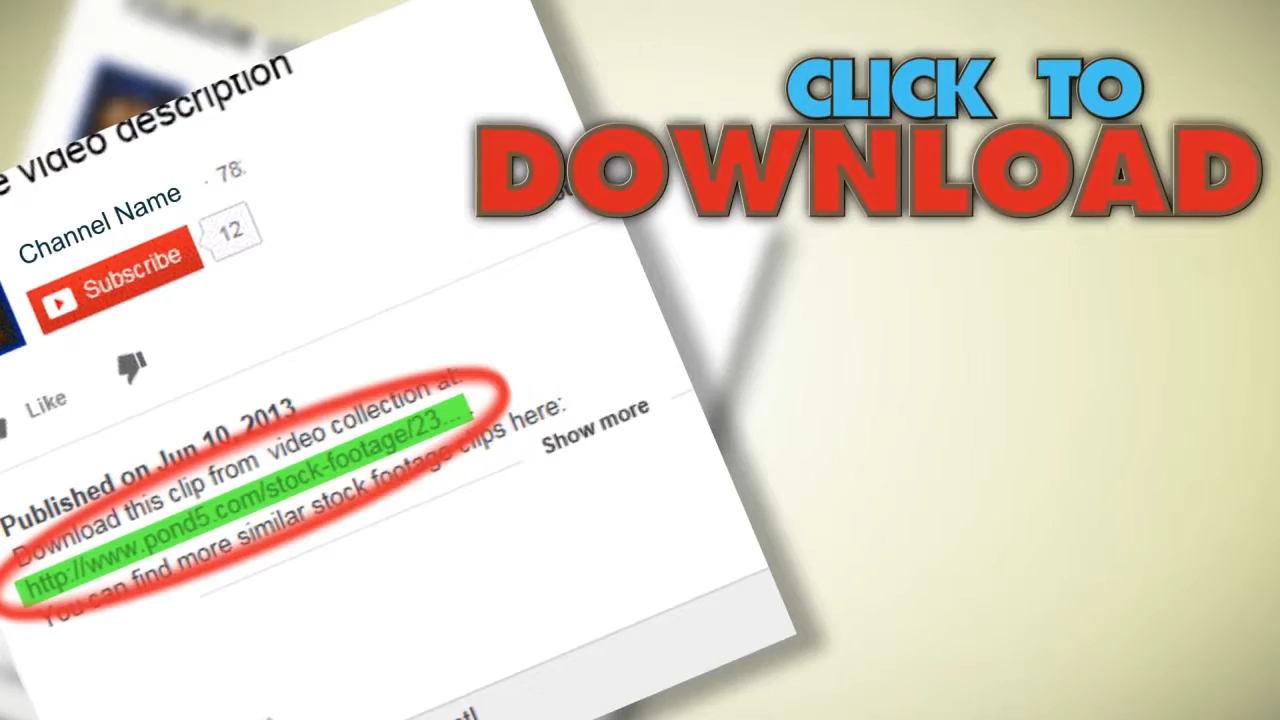 CLICK TO
DOWNLOAD
video description
Channel Name
Subscribe
12
Like
Published on Jun 10, 2013
Download this clip from video collection at:
http://www.pond5.com/stock-footage/23...
You can find more similar stock footage clips here:
Show more